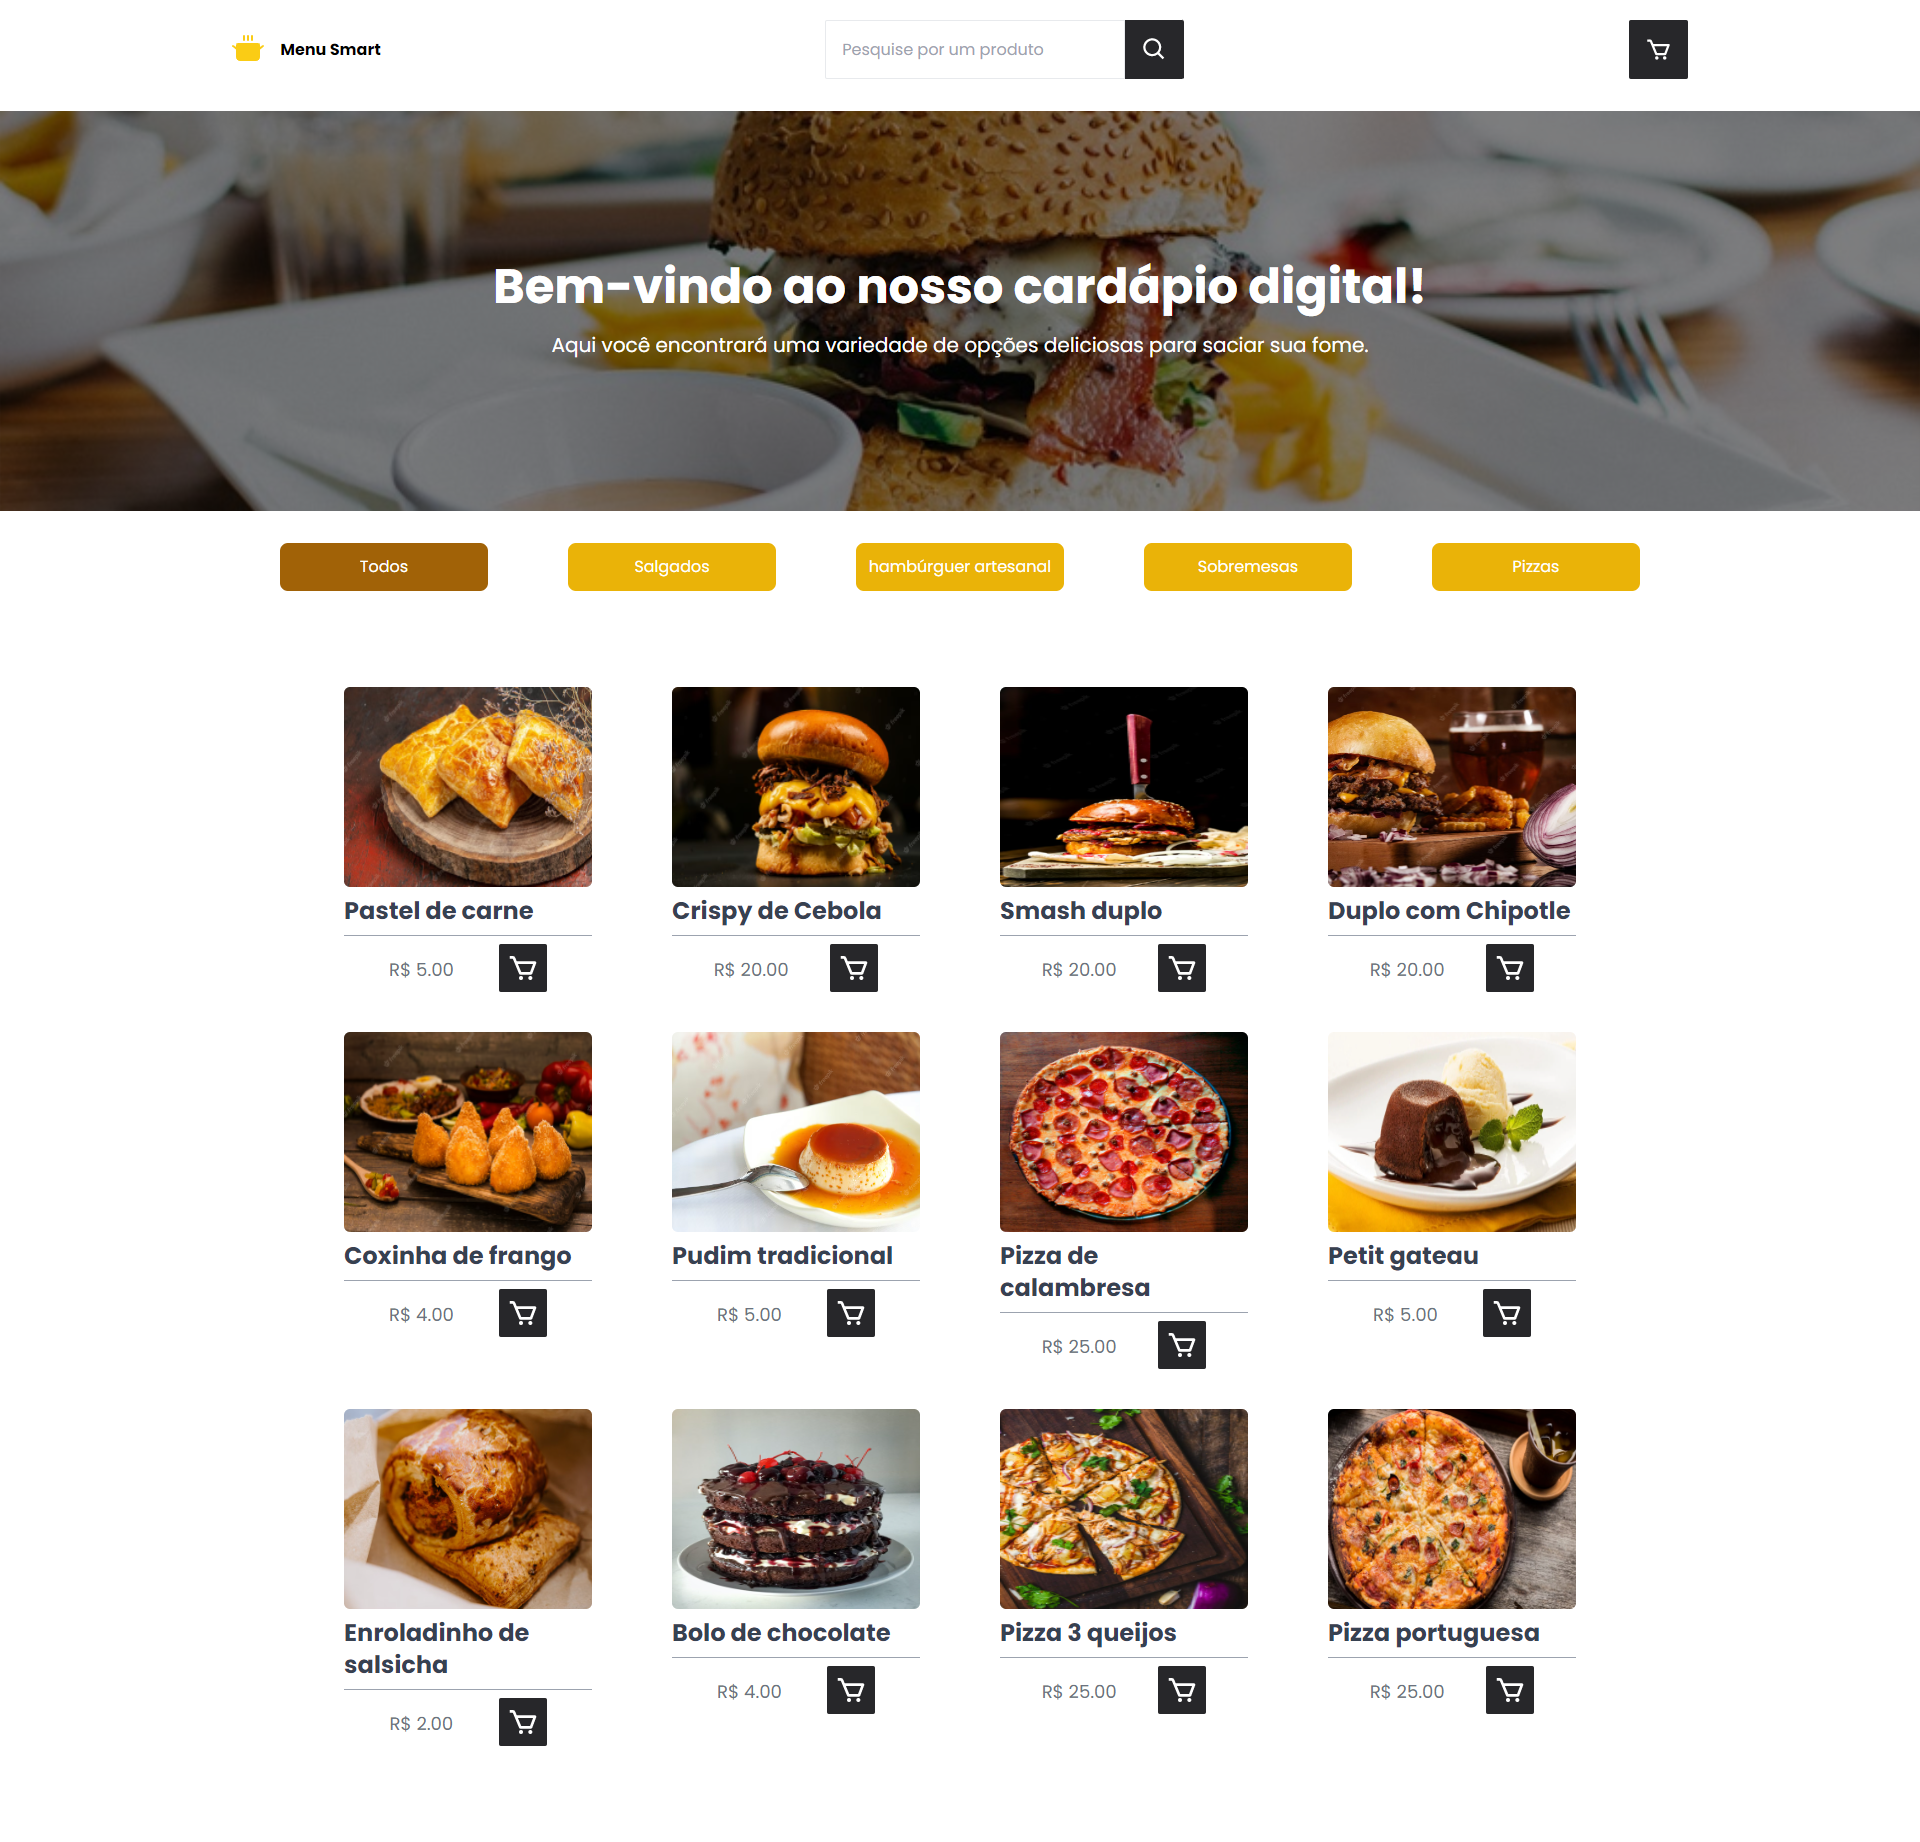 Menu Smart
Pesquise por um produto
Bem-vindo ao nosso cardápio digital!
Aqui você encontrará uma variedade de opções deliciosas para saciar sua fome.
Todos
Salgados
hambúrguer artesanal
Sobremesas
Pizzas
Pastel de carne
R$ 5.00
Crispy de Cebola
R$ 20.00
Smash duplo
R$ 20.00
Duplo com Chipotle
R$ 20.00
Coxinha de frango
R$ 4.00
Pudim tradicional
R$ 5.00
Pizza de
calambresa
R$ 25.00
Petit gateau
R$ 5.00
Enroladinho de
salsicha
R$ 2.00
Bolo de chocolate
R$ 4.00
Pizza 3 queijos
R$ 25.00
Pizza portuguesa
R$ 25.00